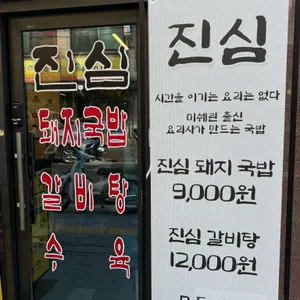 진심
돼지국밥
갈비탕
수육
진심
시간을 이기는 요리는 없다
미쉐린 출신
요리사가 만드는 국밥
진심 돼지 국밥
9,000원
진심 갈비탕
12,000원